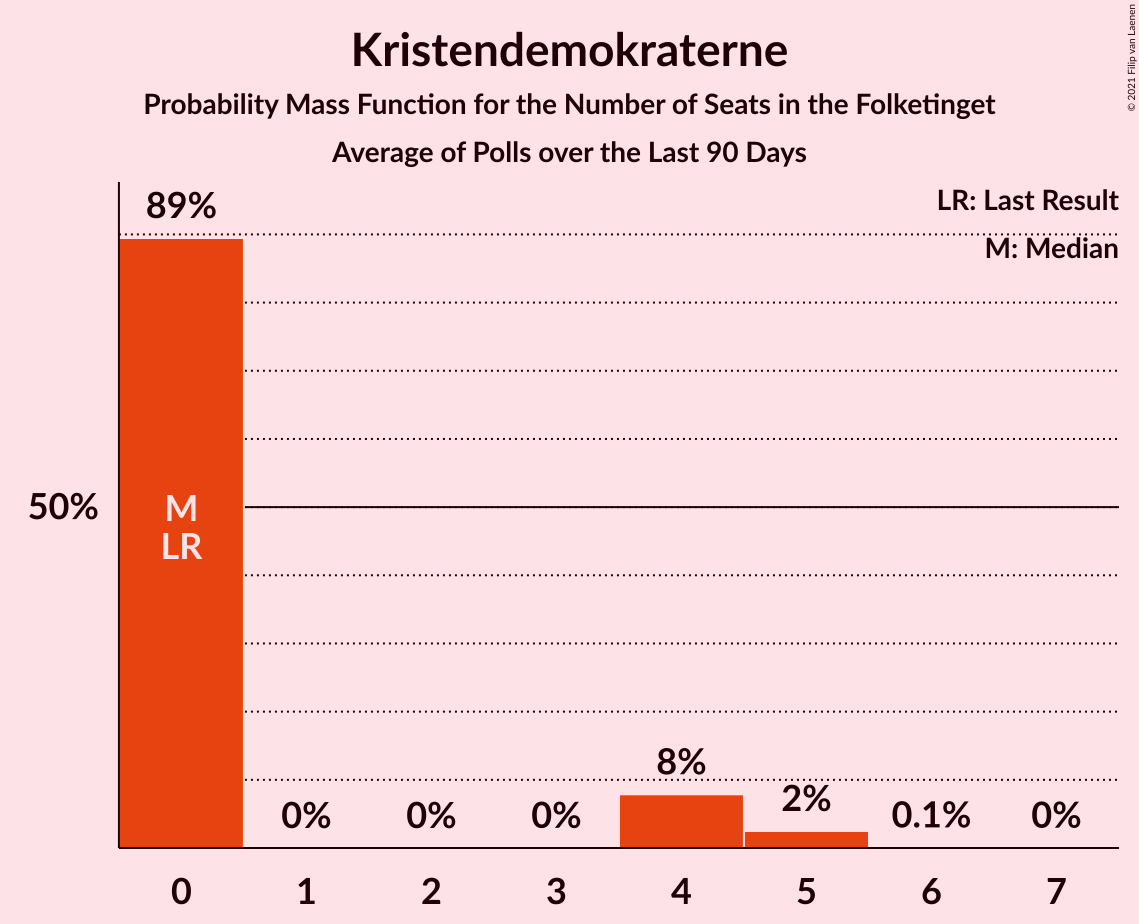 Kristendemokraterne
Probability Mass Function for the Number of Seats in the Folketinget
Average of Polls over the Last 90 Days
© 2021 Filip van Laenen
LR: Last Result
M: Median
89%
50%
M
LR
0%
0%
0%
8%
2%
0.1%
0%
0
1
2
3
4
5
6
7